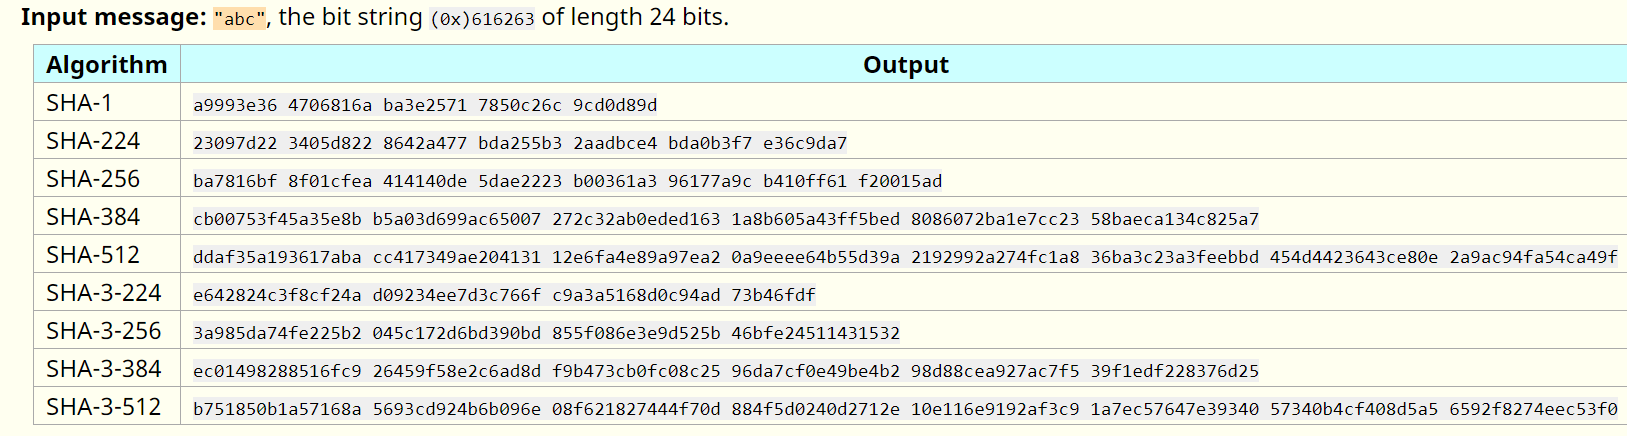 Input message: "abc", the bit string (0x)616263 of length 24 bits.
Algorithm Output
SHA-1 a9993e36 4706816a ba3e2571 7850c26c 9cd0d89d
SHA-224 23097d22 3405d822 8642a477 bda255b3 2aadbce4 bda0b3f7 e36c9da7
SHA-256 ba7816bf 8f01cfea 414140de 5dae2223 b00361a3 96177a9c b410ff61 f20015ad
SHA-384 cb00753f45a35e8b b5a03d699ac65007 272c32ab0eded163 1a8b605a43ff5bed 8086072ba1e7cc23 58baeca134c825a7
SHA-512 ddaf35a193617aba cc417349ae204131 12e6fa4e89a97ea2 0a9eeee64b55d39a 2192992a274fc1a8 36ba3c23a3feebbd 454d4423643ce80e 2a9ac94fa54ca49f
SHA-3-224 e642824c3f8cf24a d09234ee7d3c766f c9a3a5168d0c94ad 73b46fdf
SHA-3-256 3a985da74fe225b2 045c172d6bd390bd 855f086e3e9d525b 46bfe24511431532
SHA-3-384 ec01498288516fc9 26459f58e2c6ad8d f9b473cb0fc08c25 96da7cf0e49be4b2 98d88cea927ac7f5 39f1edf228376d25
SHA-3-512 b751850b1a57168a 5693cd924b6b096e 08f621827444f70d 884f5d0240d2712e 10e116e9192af3c9 1a7ec57647e39340 57340b4cf408d5a5 6592f8274eec53f0